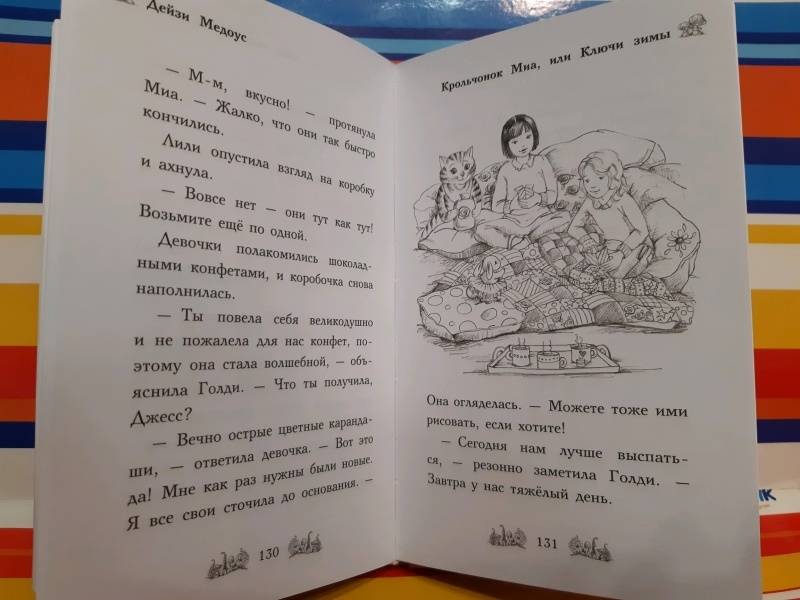 Дейзи Медоус
— М-м, вкусно! — протянула
Миа. — Жалко, что они так быстро
кончились.
Лили опустила взгляд на коробку
и ахнула.
— Вовсе нет — они тут как тут!
Возьмите ещё по одной.
Девочки полакомились шоколад-
ными конфетами, и коробочка снова
наполнилась.
— Ты повела себя великодушно
и не пожалела для нас конфет, по-
этому она стала волшебной, — объ-
яснила Голди. — Что ты получила,
Джесс?
— Вечно острые цветные каранда-
ши, — ответила девочка. — Вот это
да! Мне как раз нужны были новые.
Я все свои сточила до основания. —
130
Крольчонок Миа, или Ключи зимы
Она огляделась. — Можете тоже ими
рисовать, если хотите!
— Сегодня нам лучше выспать-
ся, — резонно заметила Голди. —
Завтра у нас тяжёлый день.
131